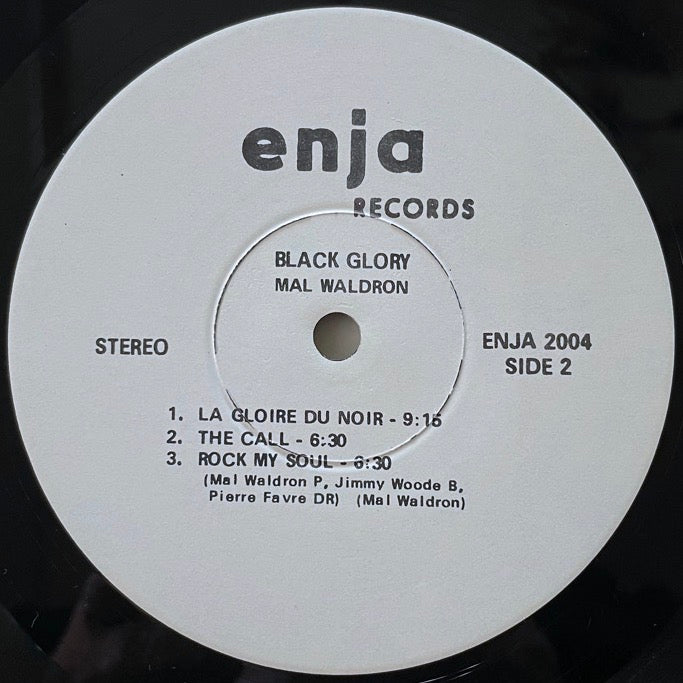 enja
RECORDS
BLACK GLORY
MAL WALDRON
STEREO
ENJA 2004
SIDE 2
1. LA GLOIRE DU NOIR - 9:15
2. THE CALL - 6:30
3. ROCK MY SOUL - 6:30
(Mal Waldron P, Jimmy Woode B,
Pierre Favre DR) (Mal Waldron)